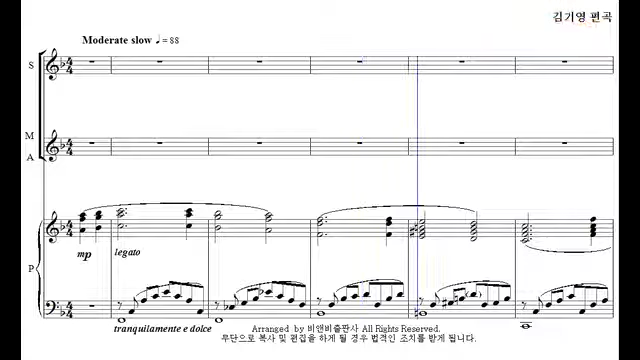 김기영 편곡
Moderate slow ♩ = 88
S
M
A
mp
legato
P
tranquilamente e dolce
Arranged by 비앤비출판사 All Rights Reserved.
무단으로 복사 및 편집을 하게 될 경우 법적인 조치를 받게 됩니다.